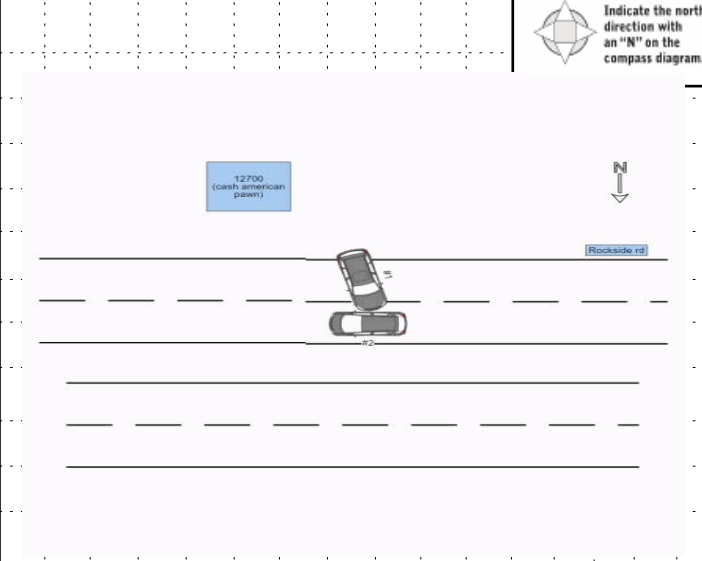 Indicate the north
direction with
an “N” on the
compass diagram.
12700
(cash american
pawn)
N
Rockside rd
#1
#2